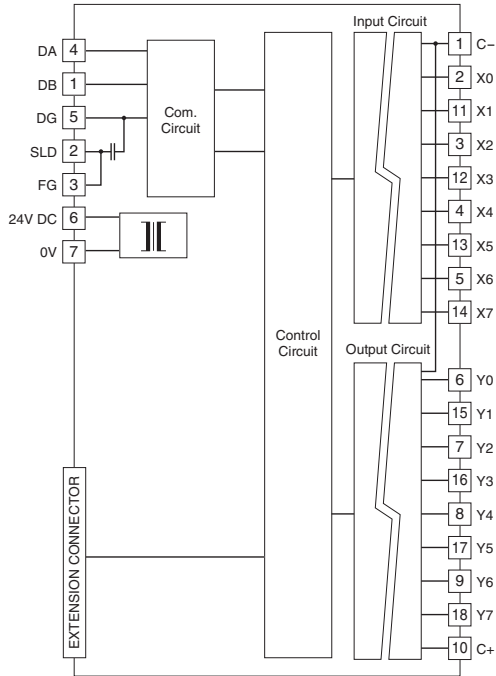 Input Circuit
DA 4
DB 1
DG 5
SLD 2
FG 3
24V DC 6
0V 7
Com.
Circuit
Control
Circuit
1 C−
2 X0
11 X1
3 X2
12 X3
4 X4
13 X5
5 X6
14 X7
Output Circuit
6 Y0
15 Y1
7 Y2
16 Y3
8 Y4
17 Y5
9 Y6
18 Y7
10 C+
EXTENSION CONNECTOR